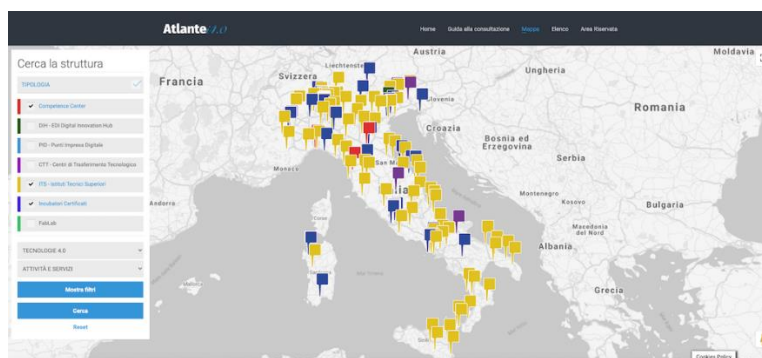 Atlante 4.0
Home Guida alla consultazione Mappa Elenco Area Riservata
Cerca la struttura
TIPOLOGIA
Competence Center
DIH - EDI Digital Innovation Hub
PID - Punti Impresa Digitale
CTT - Centri di Trasferimento Tecnologico
ITS - Istituti Tecnici Superiori
Incubatori Certificati
FabLab
TECNOLOGIE 4.0
ATTIVITÀ E SERVIZI
Mostra filtri
Cerca
Reset
Austria
Moldavia
Liechtenste
Ungheria
Svizzera
Francia
Slovenia
Romania
Croazia
Bosnia ed
Erzegovina
Serbia
San M
Monaco
Andorra
Montenegro
Kosovo
Bulgaria
Macedonia
del Nord
Albania
Grecia
Cookies Policy